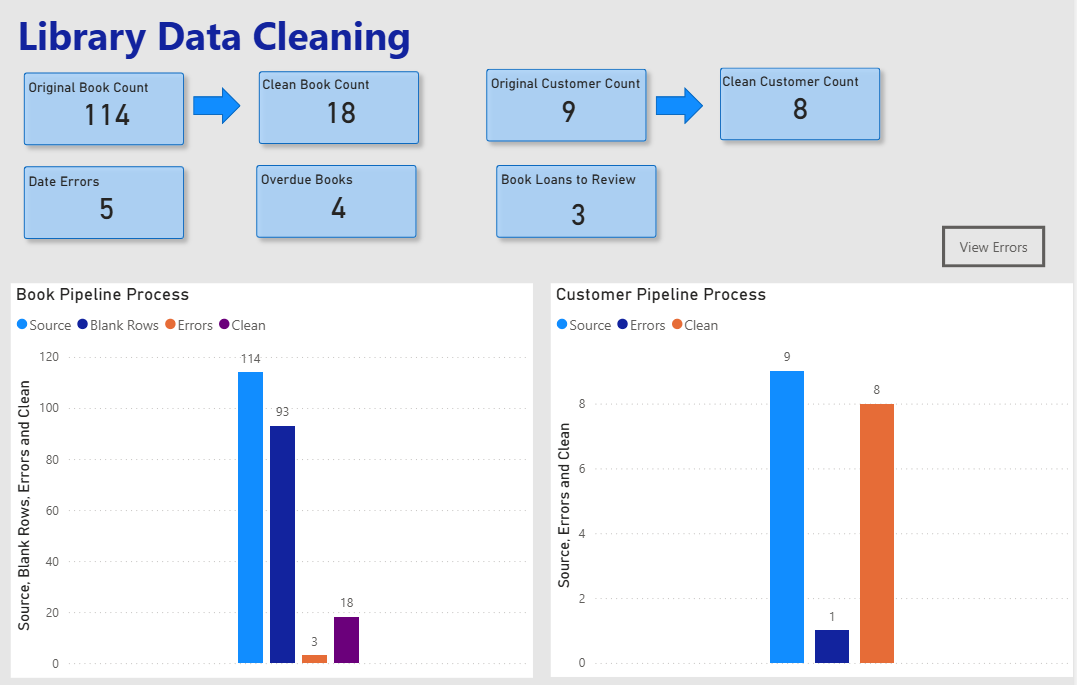 Library Data Cleaning
Original Book Count
114
Clean Book Count
18
Original Customer Count
9
Clean Customer Count
8
Date Errors
5
Overdue Books
4
Book Loans to Review
3
View Errors
Book Pipeline Process
Source Blank Rows Errors Clean
Source, Blank Rows, Errors and Clean
120
100
80
60
40
20
0
114
93
3
18
Customer Pipeline Process
Source Errors Clean
Source, Errors and Clean
8
6
4
2
0
9
1
8